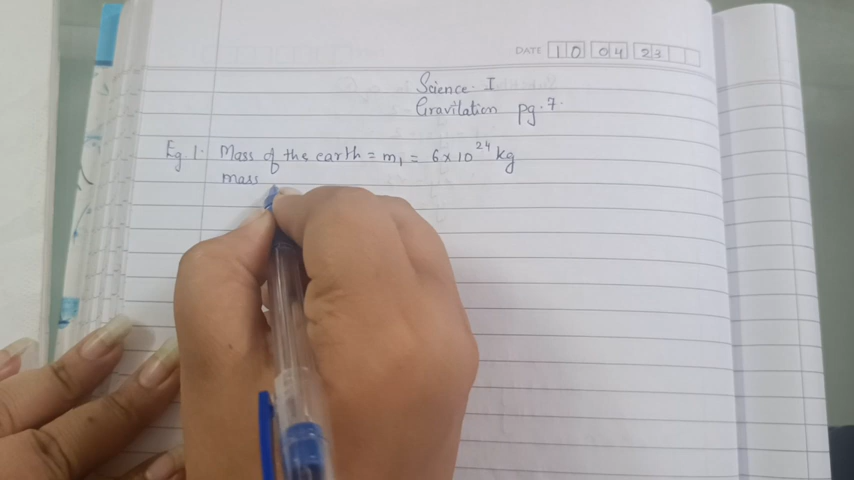 DATE 10 04 23
Science - I
Gravitation pg. 7.
Eg 1. Mass of the earth = m₁ = 6 x 10²⁴ kg
mass